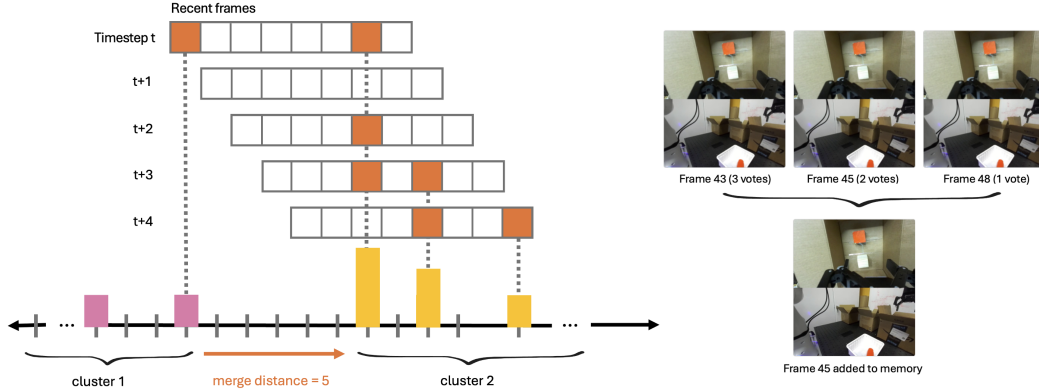 Recent frames
Timestep t
t+1
t+2
t+3
t+4
...
...
cluster 1
merge distance = 5
cluster 2
Frame 43 (3 votes)
Frame 45 (2 votes)
Frame 48 (1 vote)
Frame 45 added to memory